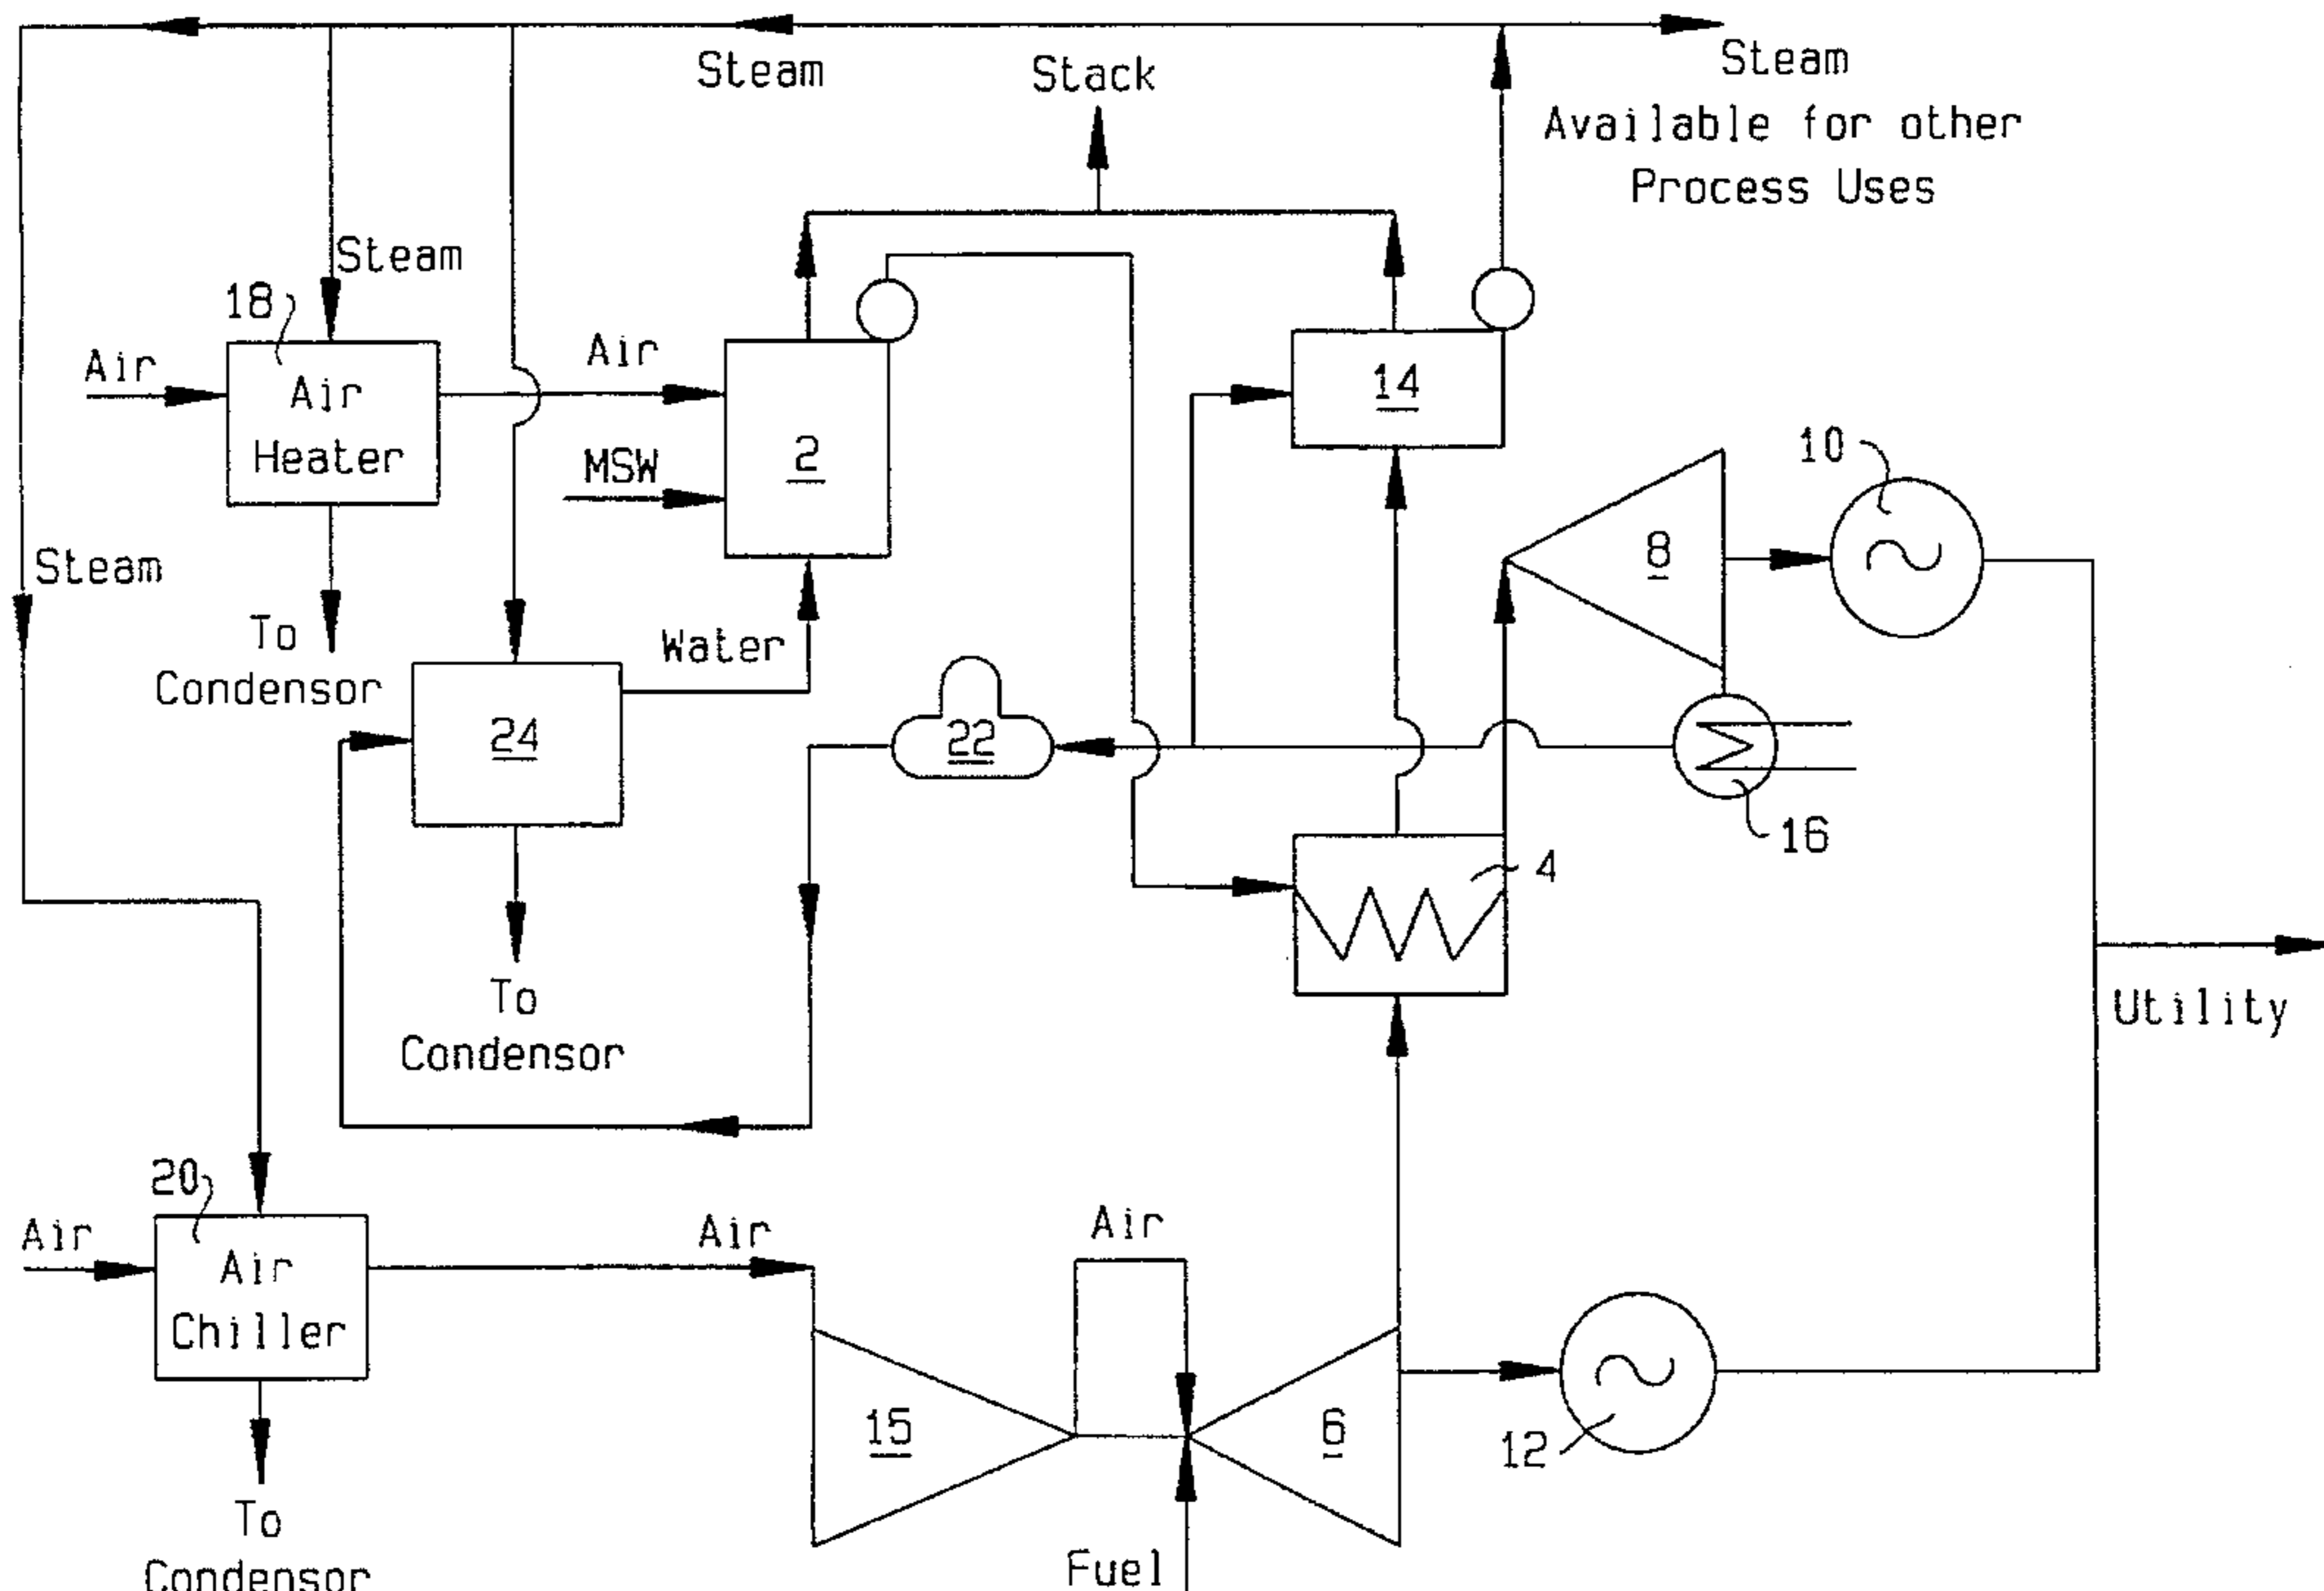 Steam
Stack
Steam
Available for other
Process Uses
Steam
18
Air
Air
Heater
Air
MSW
2
14
10
8
Steam
To
Condensor
Water
24
22
16
4
To
Condensor
Utility
20
Air
Air
Chiller
Air
Air
15
6
12
To
Condensor
Fuel